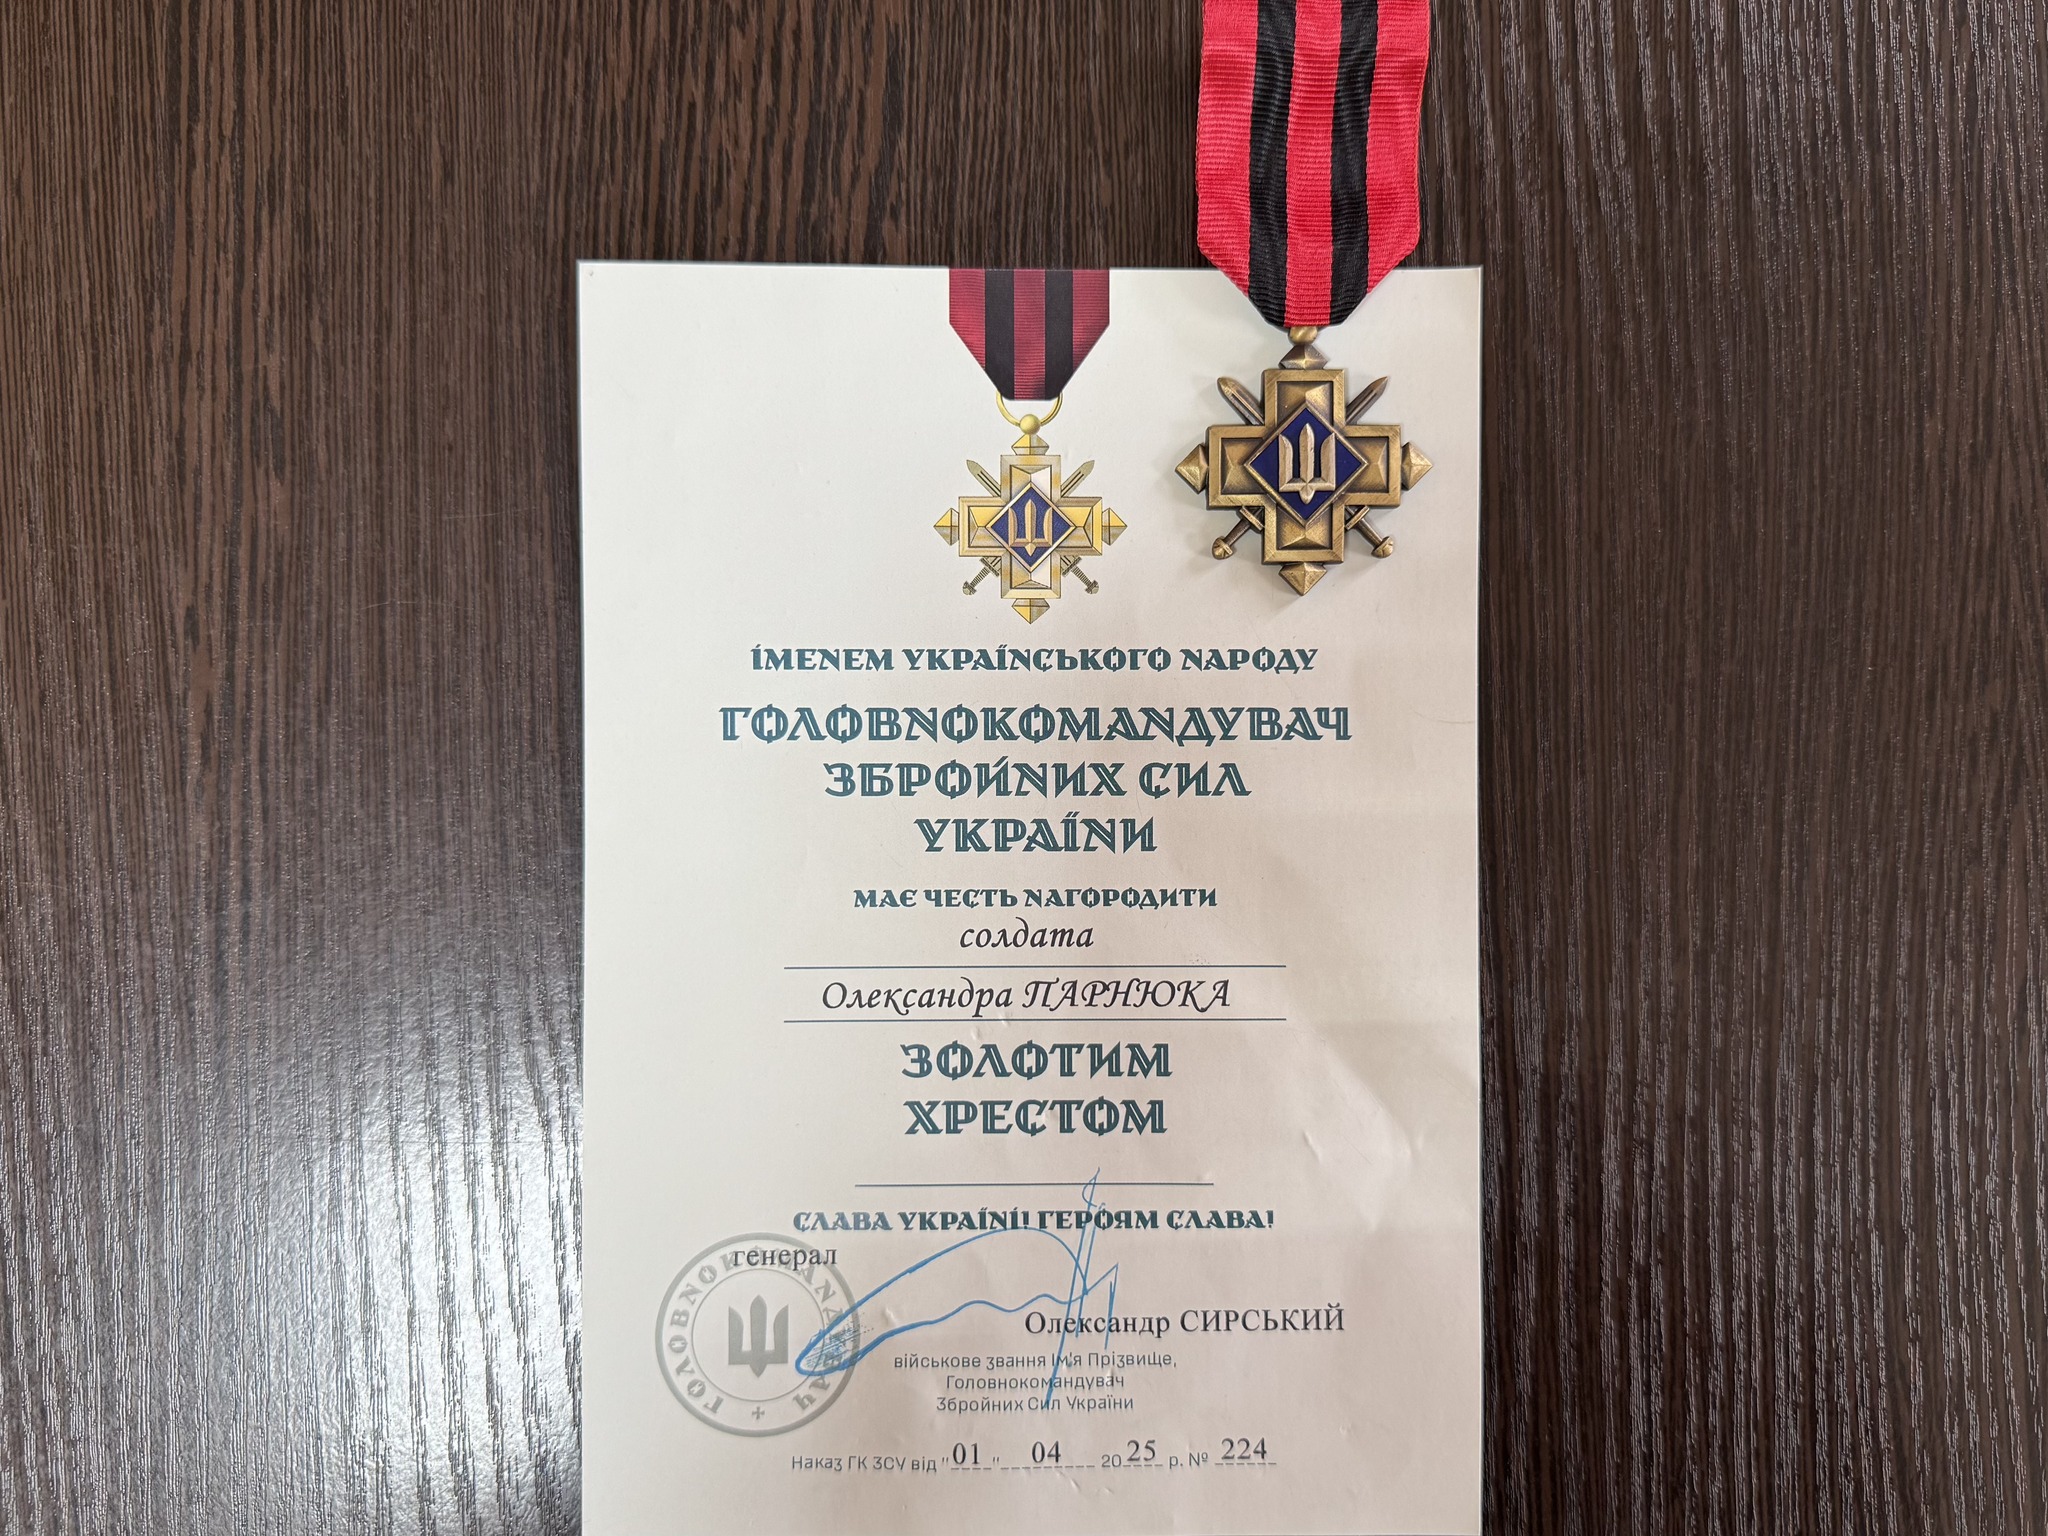 ІМЕНЕМ УКРАЇНСЬКОГО НАРОДУ
ГОЛОВНОКОМАНДУВАЧ
ЗБРОЙНИХ СИЛ
УКРАЇНИ
МАЄ ЧЕСТЬ НАГОРОДИТИ
солдата
Олександра ПАРНЮКА
ЗОЛОТИМ
ХРЕСТОМ
СЛАВА УКРАЇНІ! ГЕРОЯМ СЛАВА!
генерал
ГОЛОВНОКОМАНДУВАЧ
Олександр СИРСЬКИЙ
військове звання Ім'я Прізвище,
Головнокомандувач
Збройних Сил України
Наказ ГК ЗСУ від "01" 04 2025 р. № 224